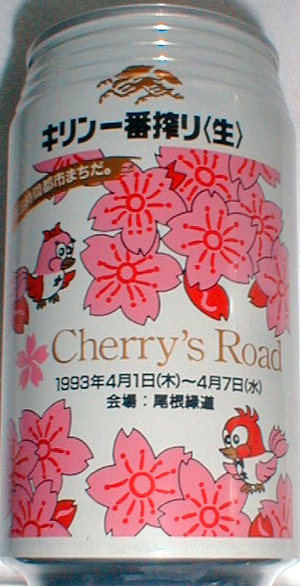 キリン一番搾り〈生〉
都市まちだ。
Cherry's Road
1993年4月1日(木)～4月7日(水)
会場：尾根緑道